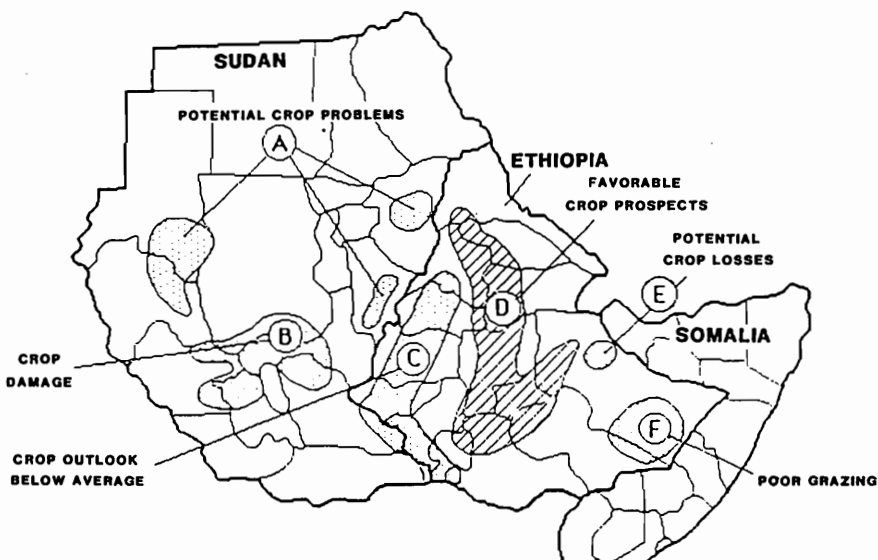 SUDAN
POTENTIAL CROP PROBLEMS
A
ETHIOPIA
FAVORABLE
CROP PROSPECTS
POTENTIAL
CROP LOSSES
E
D
SOMALIA
B
CROP
DAMAGE
C
F
CROP OUTLOOK
BELOW AVERAGE
POOR GRAZING